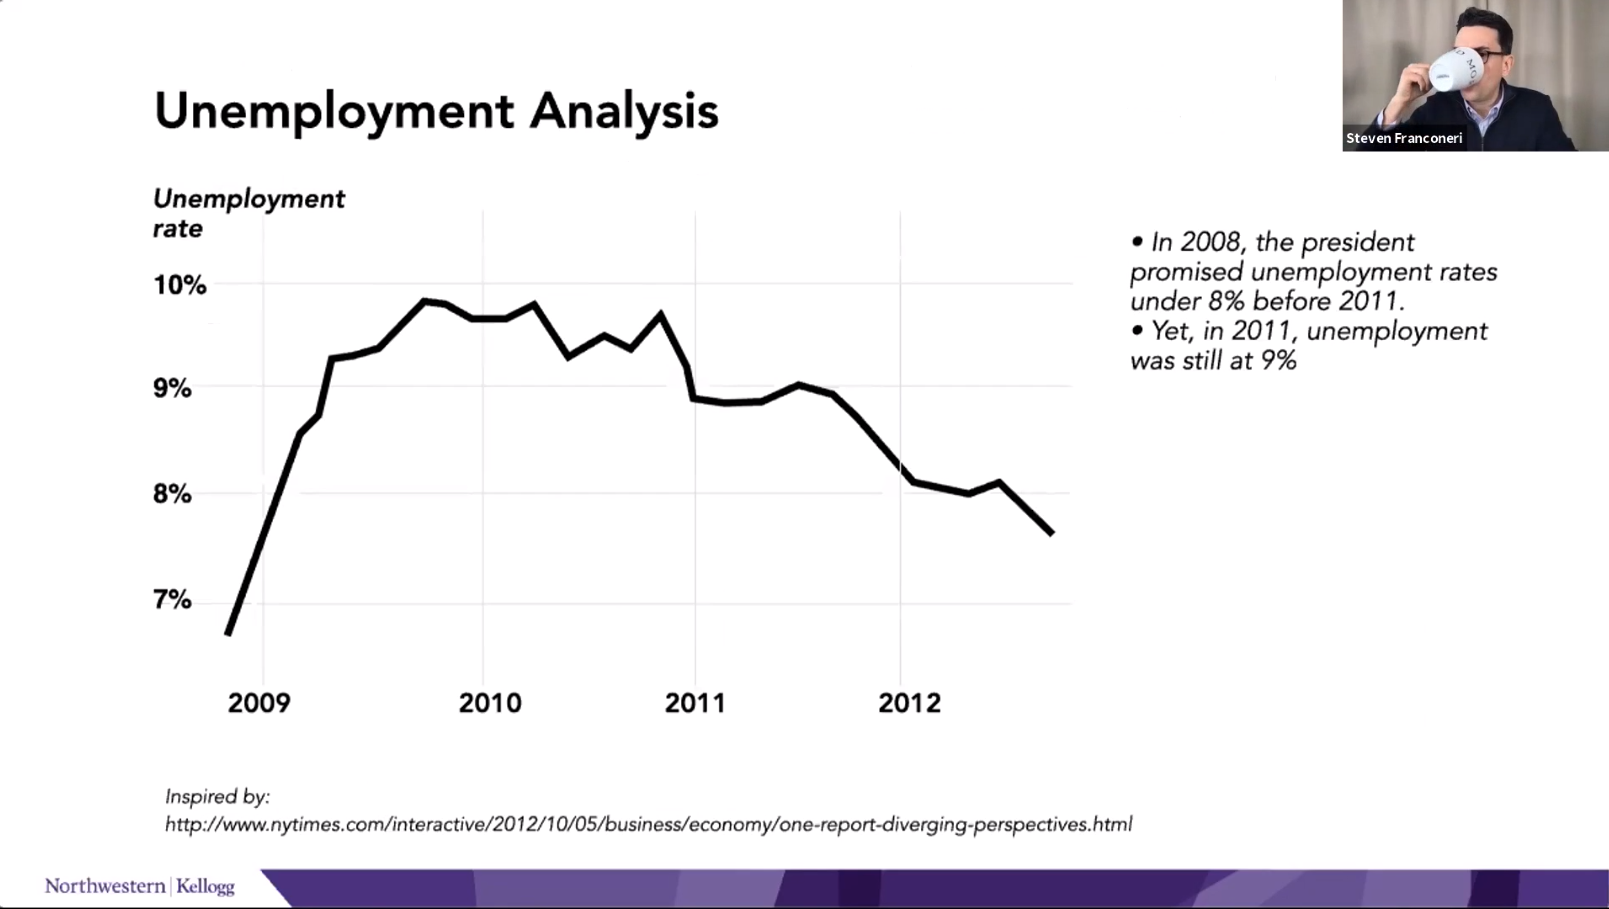 Unemployment Analysis
Steven Franconeri
Unemployment
rate
10%
9%
8%
7%
2009 2010 2011 2012
• In 2008, the president
promised unemployment rates
under 8% before 2011.
• Yet, in 2011, unemployment
was still at 9%
Inspired by:
http://www.nytimes.com/interactive/2012/10/05/business/economy/one-report-diverging-perspectives.html
Northwestern | Kellogg